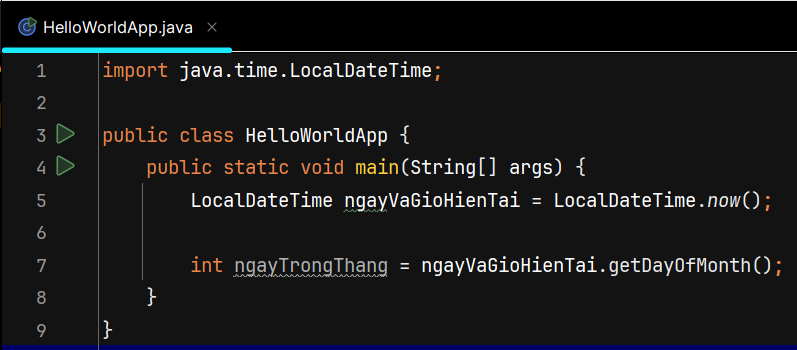 HelloWorldApp.java
1 import java.time.LocalDateTime;
2
3 public class HelloWorldApp {
4 public static void main(String[] args) {
5 LocalDateTime ngayVaGioHienTai = LocalDateTime.now();
6
7 int ngayTrongThang = ngayVaGioHienTai.getDayOfMonth();
8 }
9 }